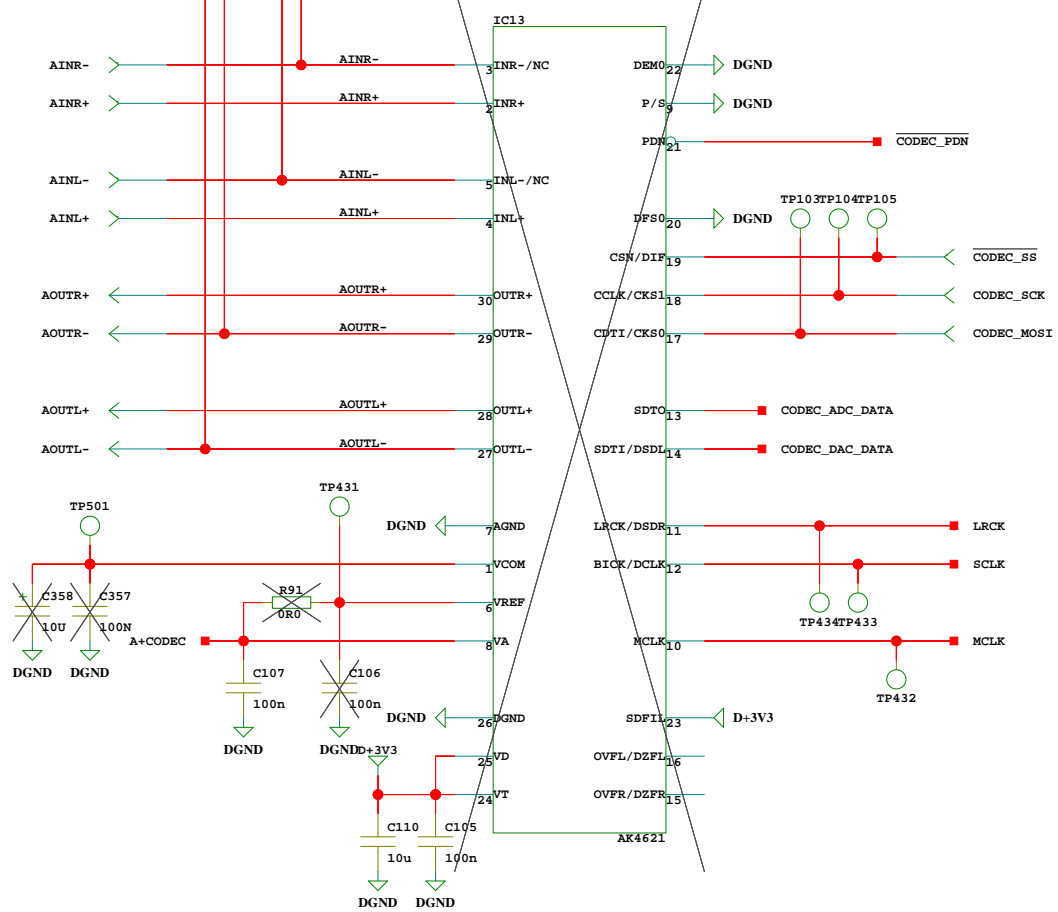 IC13
AINR- AINR- 3 INR-/NC DEM0 22 DGND
AINR+ AINR+ 2 INR+ P/S 9 DGND
PDN 21 CODEC_PDN
AINL- AINL- 5 INL-/NC
TP103 TP104 TP105
AINL+ AINL+ 4 INL+ DFS0 20 DGND
CSN/DIF 19 CODEC_SS
AOUTR+ AOUTR+ 30 OUTR+ CCLK/CKS1 18 CODEC_SCK
AOUTR- AOUTR- 29 OUTR- CDTI/CKS0 17 CODEC_MOSI
AOUTL+ AOUTL+ 28 OUTL+ SDTO 13 CODEC_ADC_DATA
AOUTL- AOUTL- 27 OUTL- SDTI/DSDL 14 CODEC_DAC_DATA
TP431
TP501
DGND 7 AGND LRCK/DSDR 11 LRCK
1 VCOM BICK/DCLK 12 SCLK
+ C358 C357 R91 6 VREF
10U 100N 0R0 TP434 TP433
A+CODEC 8 VA MCLK 10 MCLK
DGND DGND C107 C106
100n 100n TP432
DGND 26 DGND SDFIL 23 D+3V3
DGND DGND D+3V3
25 VD OVFL/DZFL 16
24 VT OVFR/DZFR 15
C110 C105
AK4621
10u 100n
DGND DGND